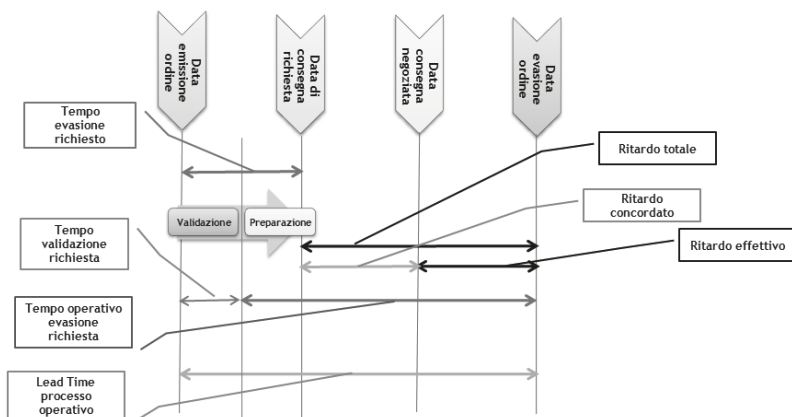 Data
emissione
ordine
Data di
consegna
richiesta
Data
consegna
negoziata
Data
evasione
ordine
Tempo
evasione
richiesto
Ritardo totale
Validazione
Preparazione
Ritardo
concordato
Tempo
validazione
richiesta
Ritardo effettivo
Tempo operativo
evasione
richiesta
Lead Time
processo
operativo